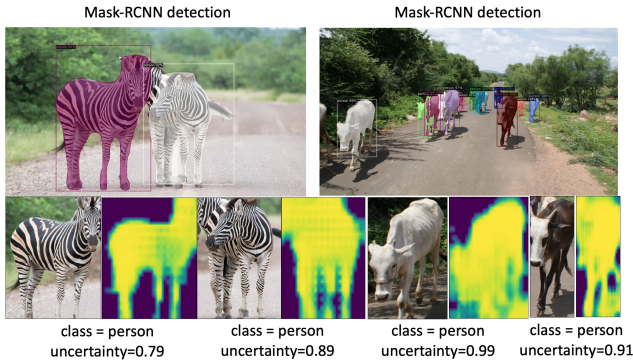 Mask-RCNN detection
Mask-RCNN detection
class = person
uncertainty=0.79
class = person
uncertainty=0.89
class = person
uncertainty=0.99
class = person
uncertainty=0.91